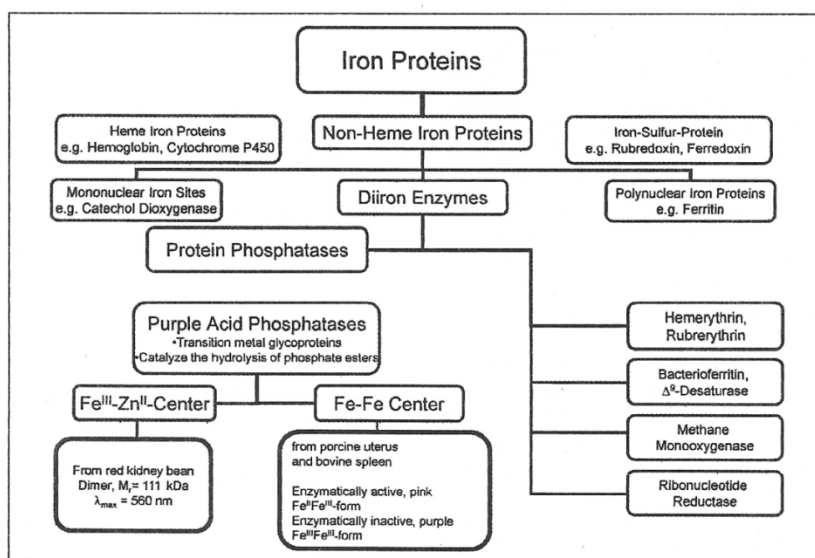 Iron Proteins
Heme Iron Proteins
e.g. Hemoglobin, Cytochrome P450
Non-Heme Iron Proteins
Iron-Sulfur-Protein
e.g. Rubredoxin, Ferredoxin
Mononuclear Iron Sites
e.g. Catechol Dioxygenase
Diiron Enzymes
Polynuclear Iron Proteins
e.g. Ferritin
Protein Phosphatases
Purple Acid Phosphatases
•Transition metal glycoproteins
•Catalyze the hydrolysis of phosphate esters
Hemerythrin,
Rubrerythrin
Bacterioferritin,
Δ⁹-Desaturase
Methane
Monooxygenase
Ribonucleotide
Reductase
Feᴵᴵᴵ-Znᴵᴵ-Center
Fe-Fe Center
From red kidney bean
Dimer, Mᵣ= 111 kDa
λmax = 560 nm
from porcine uterus
and bovine spleen
Enzymatically active, pink
FeᴵᴵFeᴵᴵᴵ-form
Enzymatically inactive, purple
FeᴵᴵᴵFeᴵᴵᴵ-form